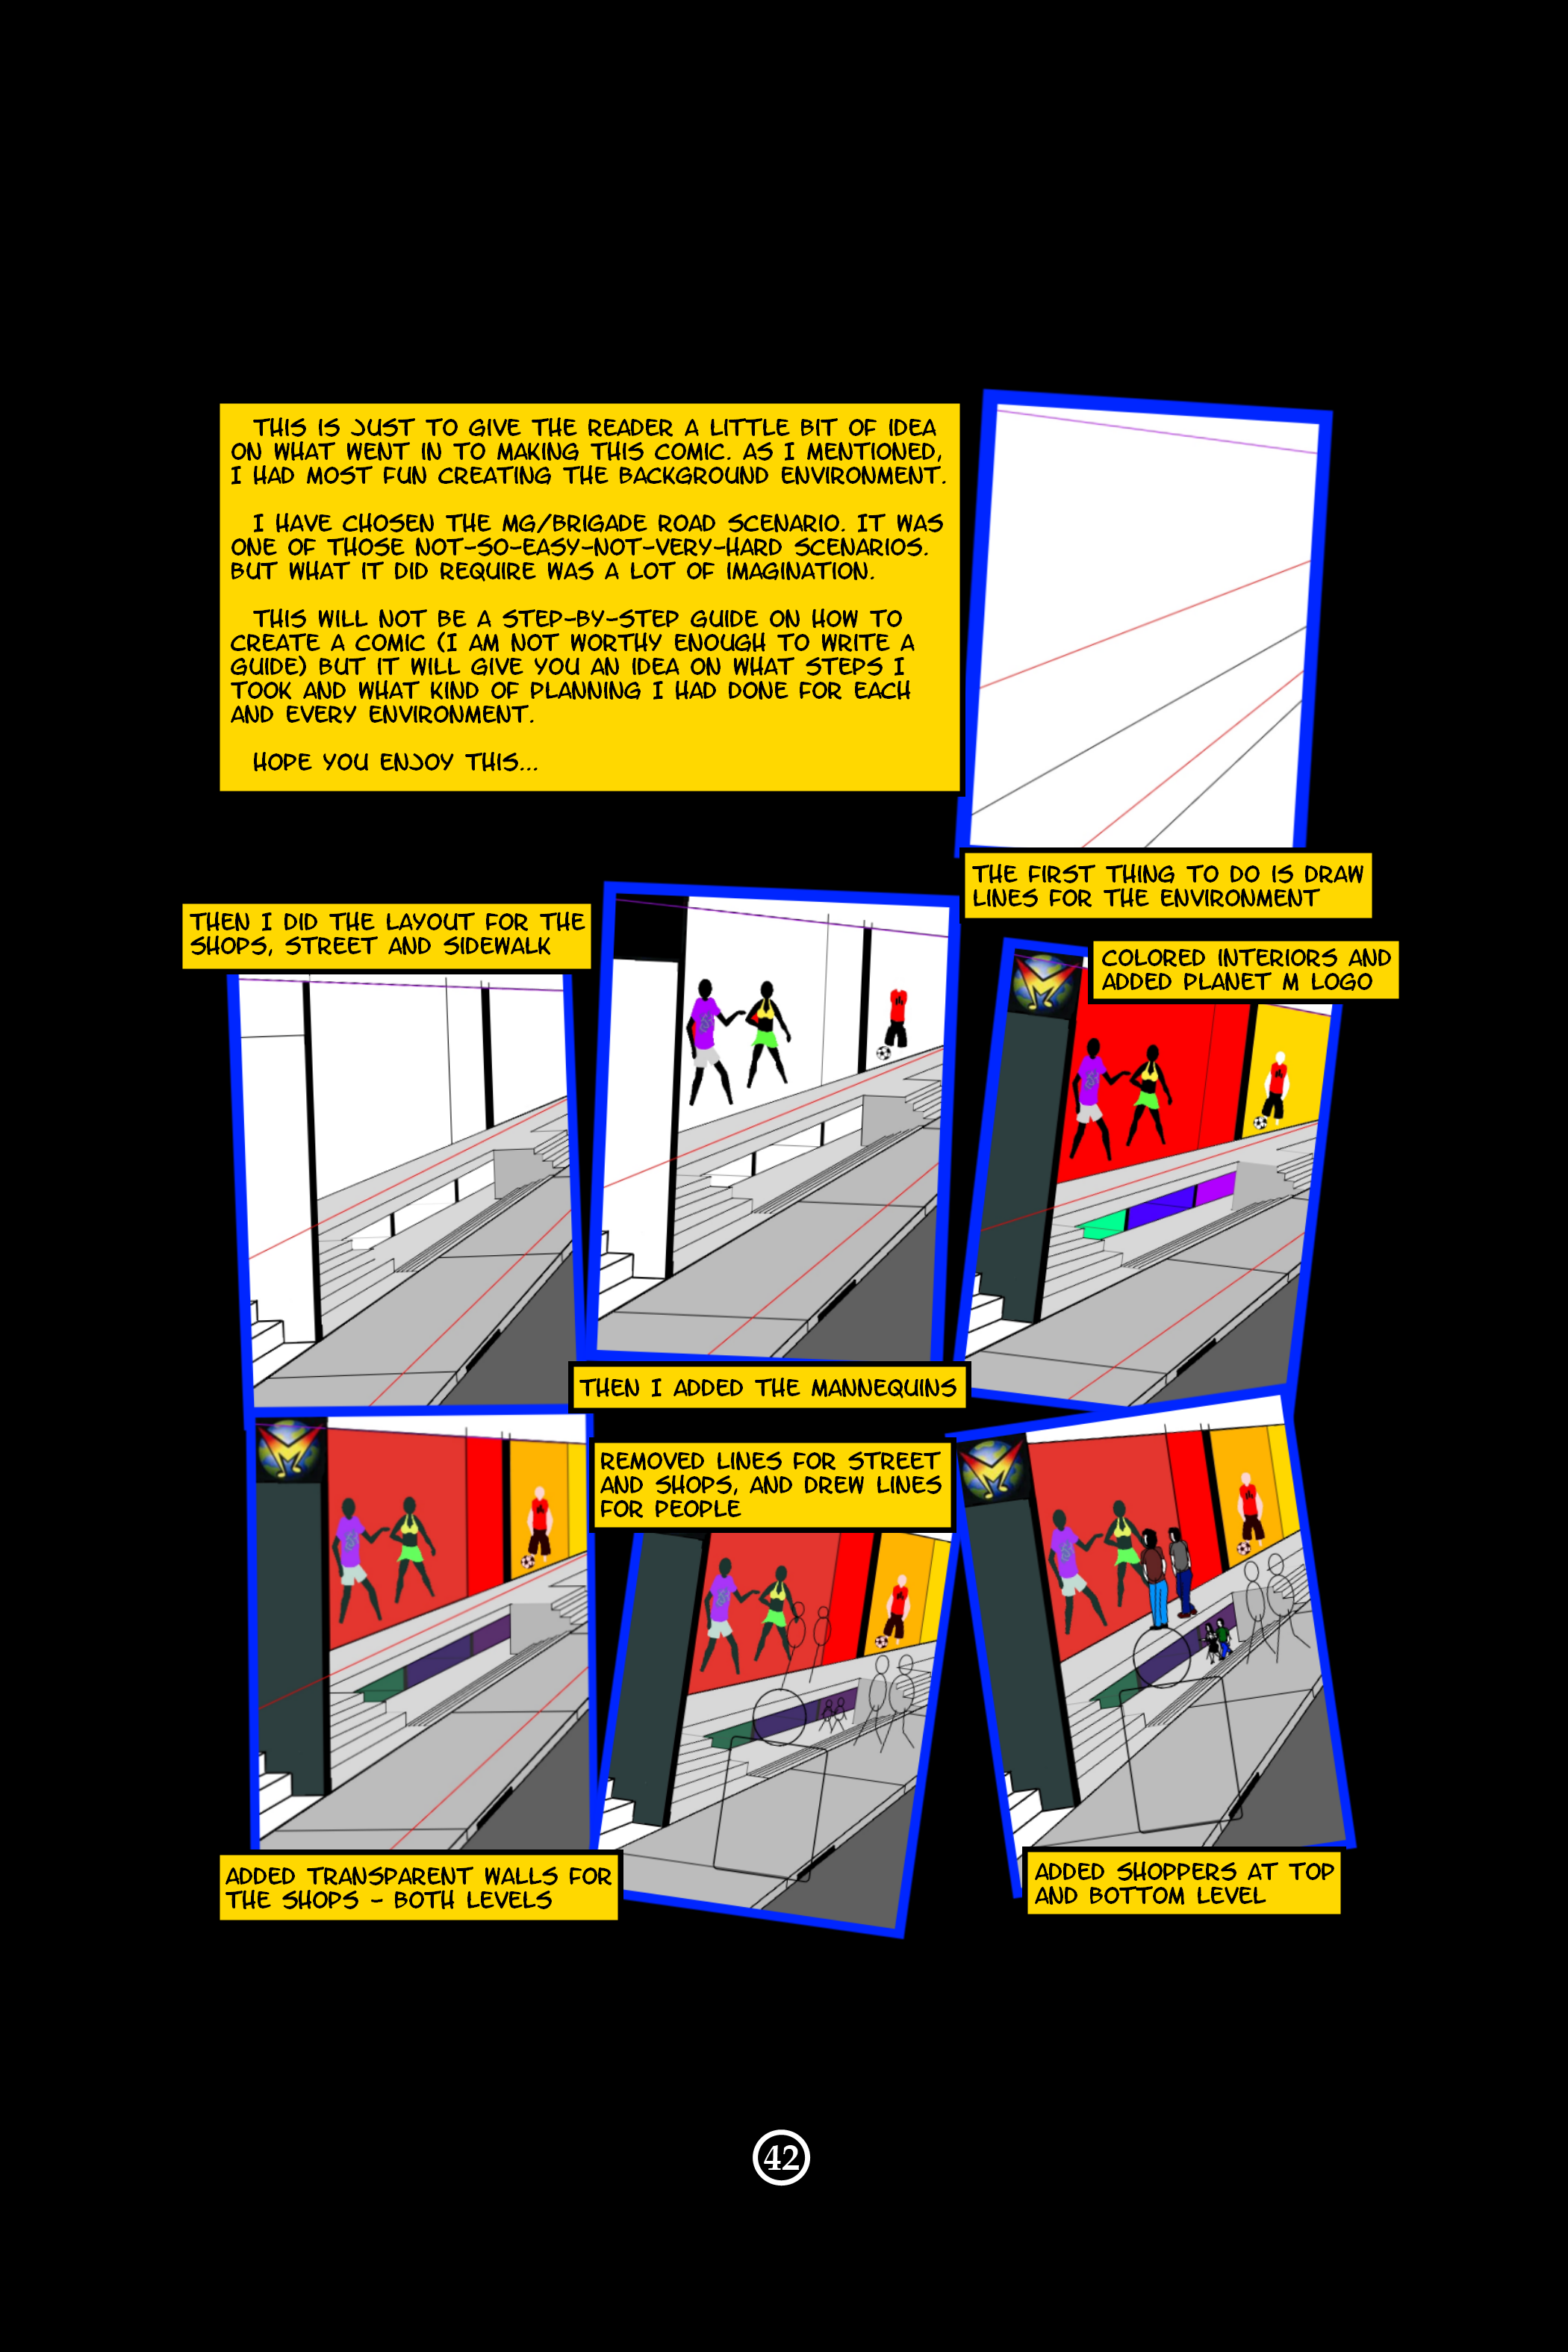 THIS IS JUST TO GIVE THE READER A LITTLE BIT OF IDEA
ON WHAT WENT IN TO MAKING THIS COMIC. AS I MENTIONED,
I HAD MOST FUN CREATING THE BACKGROUND ENVIRONMENT.
I HAVE CHOSEN THE MG/BRIGADE ROAD SCENARIO. IT WAS
ONE OF THOSE NOT-SO-EASY-NOT-VERY-HARD SCENARIOS.
BUT WHAT IT DID REQUIRE WAS A LOT OF IMAGINATION.
THIS WILL NOT BE A STEP-BY-STEP GUIDE ON HOW TO
CREATE A COMIC (I AM NOT WORTHY ENOUGH TO WRITE A
GUIDE) BUT IT WILL GIVE YOU AN IDEA ON WHAT STEPS I
TOOK AND WHAT KIND OF PLANNING I HAD DONE FOR EACH
AND EVERY ENVIRONMENT.
HOPE YOU ENJOY THIS...
THE FIRST THING TO DO IS DRAW
LINES FOR THE ENVIRONMENT
THEN I DID THE LAYOUT FOR THE
SHOPS, STREET AND SIDEWALK
THEN I ADDED THE MANNEQUINS
COLORED INTERIORS AND
ADDED PLANET M LOGO
M
ADDED TRANSPARENT WALLS FOR
THE SHOPS - BOTH LEVELS
M
REMOVED LINES FOR STREET
AND SHOPS, AND DREW LINES
FOR PEOPLE
ADDED SHOPPERS AT TOP
AND BOTTOM LEVEL
M
42